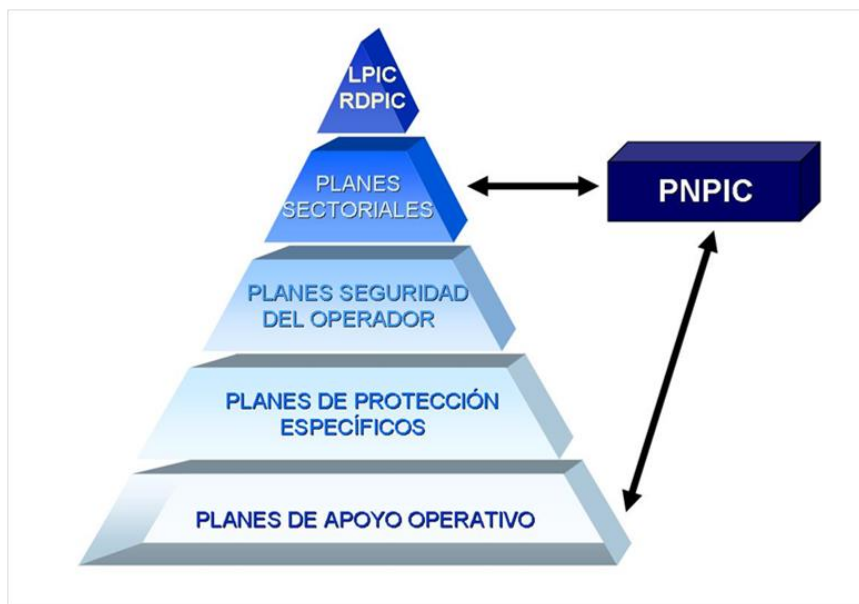 LPIC
RDPIC
PLANES
SECTORIALES
PNPIC
PLANES SEGURIDAD
DEL OPERADOR
PLANES DE PROTECCIÓN
ESPECÍFICOS
PLANES DE APOYO OPERATIVO